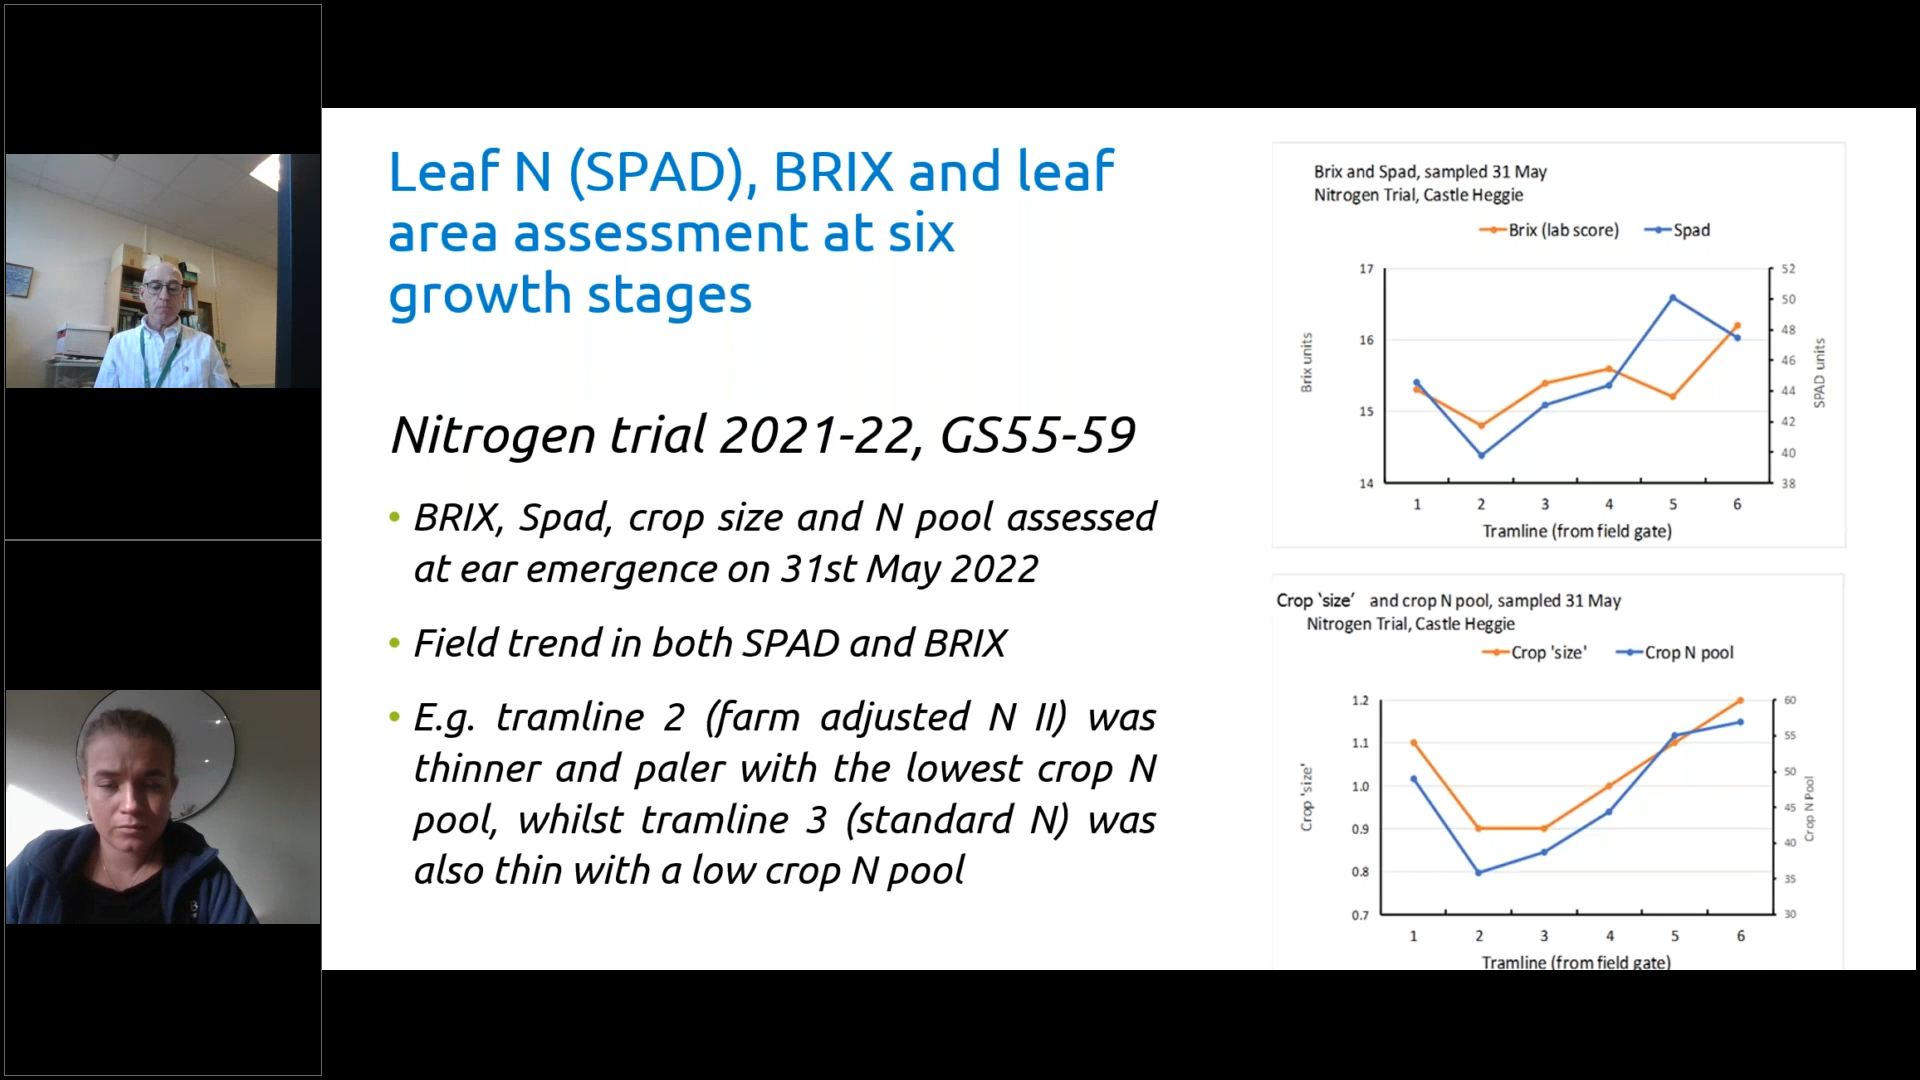 Leaf N (SPAD), BRIX and leaf
area assessment at six
growth stages
Nitrogen trial 2021-22, GS55-59
• BRIX, Spad, crop size and N pool assessed
at ear emergence on 31st May 2022
• Field trend in both SPAD and BRIX
• E.g. tramline 2 (farm adjusted N II) was
thinner and paler with the lowest crop N
pool, whilst tramline 3 (standard N) was
also thin with a low crop N pool
Brix and Spad, sampled 31 May
Nitrogen Trial, Castle Heggie
Brix (lab score) Spad
17
16
15
14
Brix units
52
50
48
46
44
42
40
38
SPAD units
1 2 3 4 5 6
Tramline (from field gate)
Crop 'size' and crop N pool, sampled 31 May
Nitrogen Trial, Castle Heggie
Crop 'size' Crop N pool
1.2
1.1
1.0
0.9
0.8
0.7
Crop 'size'
60
55
50
45
40
35
30
Crop N Pool
1 2 3 4 5 6
Tramline (from field gate)